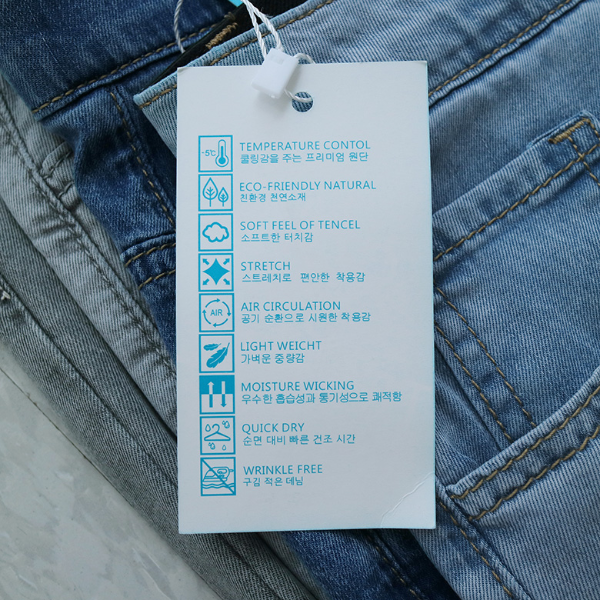 -5℃
TEMPERATURE CONTOL
쿨링감을 주는 프리미엄 원단
ECO-FRIENDLY NATURAL
친환경 천연소재
SOFT FEEL OF TENCEL
소프트한 터치감
STRETCH
스트레치로 편안한 착용감
AIR
AIR CIRCULATION
공기 순환으로 시원한 착용감
LIGHT WEICHT
가벼운 중량감
MOISTURE WICKING
우수한 흡습성과 통기성으로 쾌적함
QUICK DRY
순면 대비 빠른 건조 시간
WRINKLE FREE
구김 적은 데님